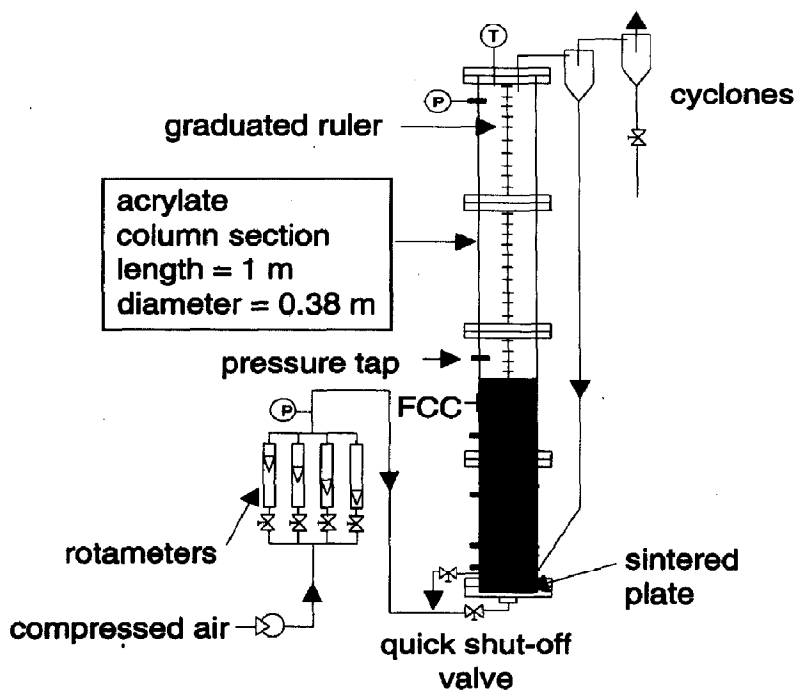 T
P
cyclones
graduated ruler
acrylate
column section
length = 1 m
diameter = 0.38 m
pressure tap
FCC
P
rotameters
sintered
plate
compressed air
quick shut-off
valve